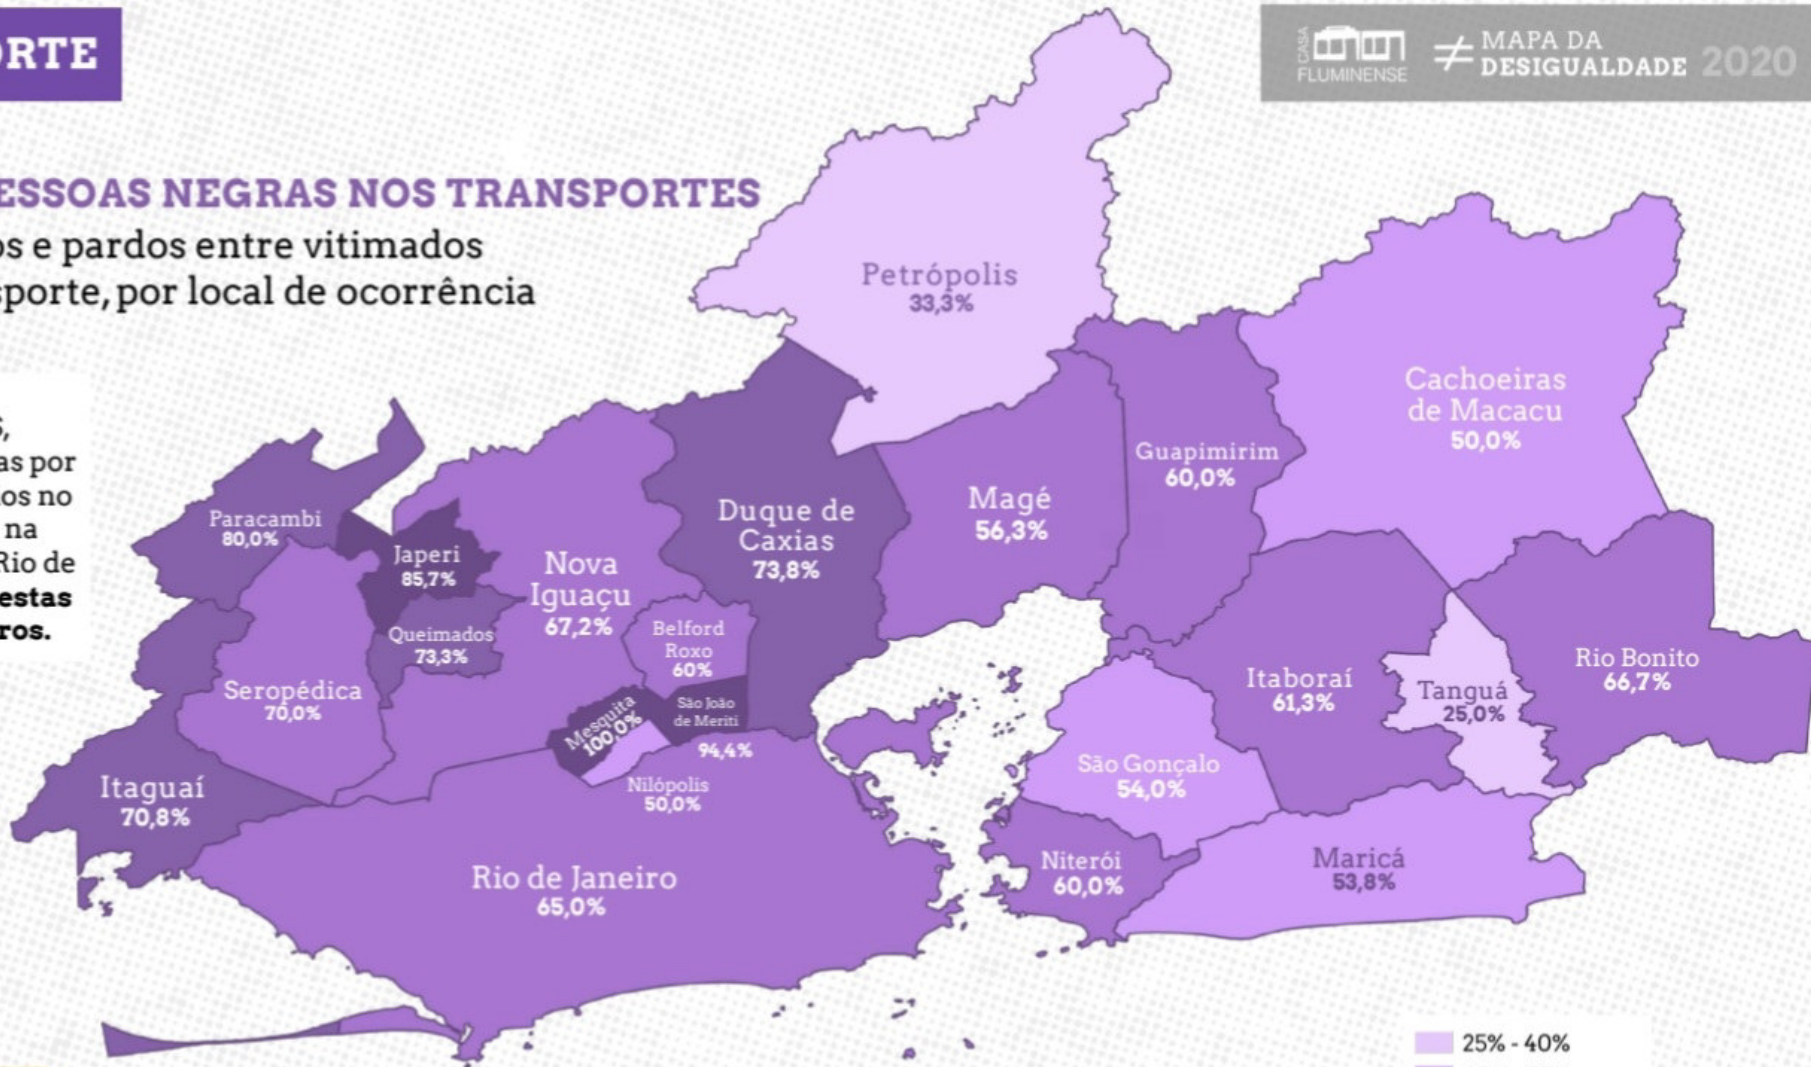 ORTE
CASA
FLUMINENSE
≠ MAPA DA
DESIGUALDADE 2020
ESSOAS NEGRAS NOS TRANSPORTES
os e pardos entre vitimados
sporte, por local de ocorrência
s,
as por
dos no
na
Rio de
estas
ros.
Petrópolis
33,3%
Cachoeiras
de Macacu
50,0%
Guapimirim
60,0%
Magé
56,3%
Duque de
Caxias
73,8%
Paracambi
80,0%
Japeri
85,7%
Nova
Iguaçu
67,2%
Queimados
73,3%
Belford
Roxo
60%
Seropédica
70,0%
Mesquita
100,0%
São João
de Meriti
94,4%
Nilópolis
50,0%
Itaguaí
70,8%
Rio de Janeiro
65,0%
Itaboraí
61,3%
Tanguá
25,0%
Rio Bonito
66,7%
São Gonçalo
54,0%
Niterói
60,0%
Maricá
53,8%
25% - 40%